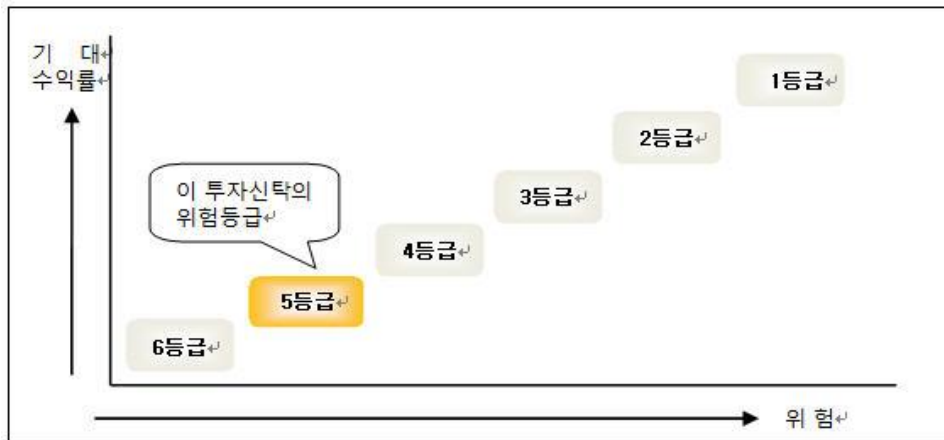 기 대
수익률
1등급
2등급
3등급
이 투자신탁의
위험등급
4등급
5등급
6등급
위 험